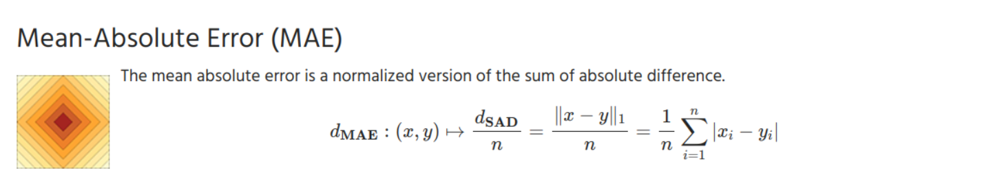 Mean-Absolute Error (MAE)
The mean absolute error is a normalized version of the sum of absolute difference.
d_MAE : (x, y) ↦ d_SAD / n = ‖x − y‖₁ / n = 1/n ∑_{i=1}^{n} |x_i − y_i|